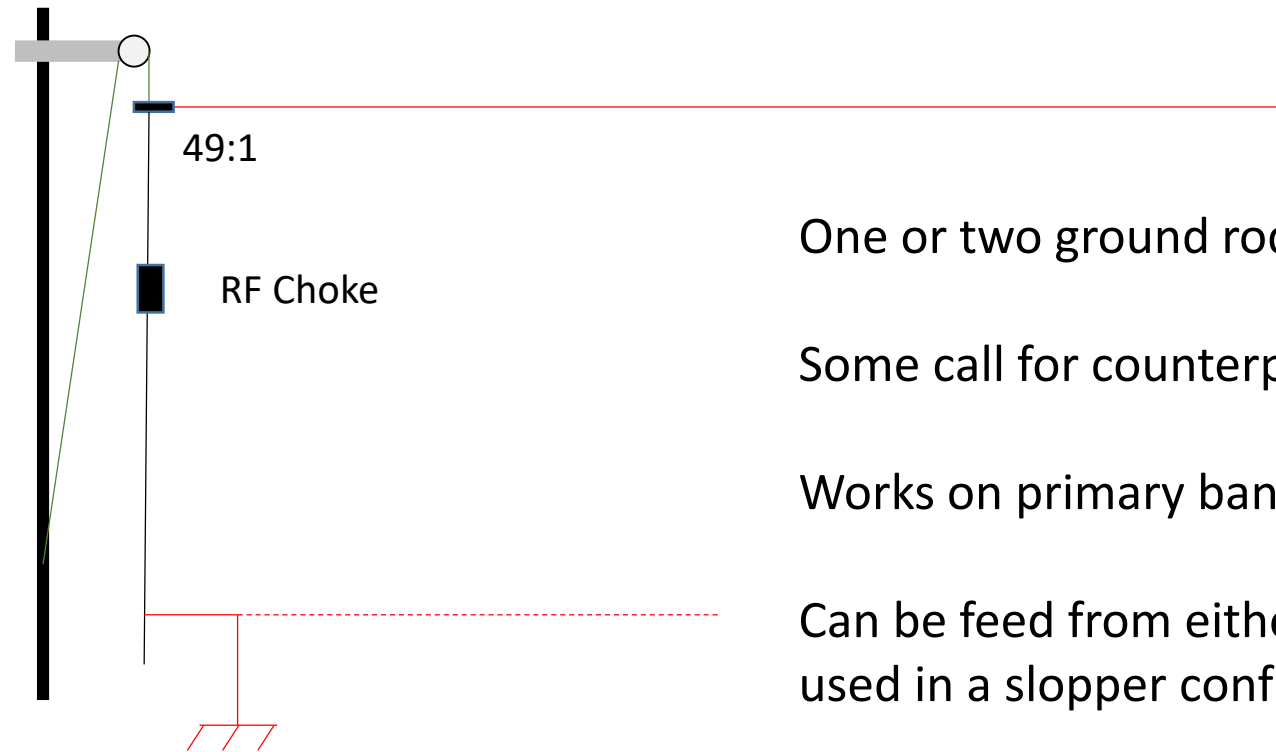 49:1
RF Choke
One or two ground
Some call for
Works on primary
Can be feed from
used in a slopper